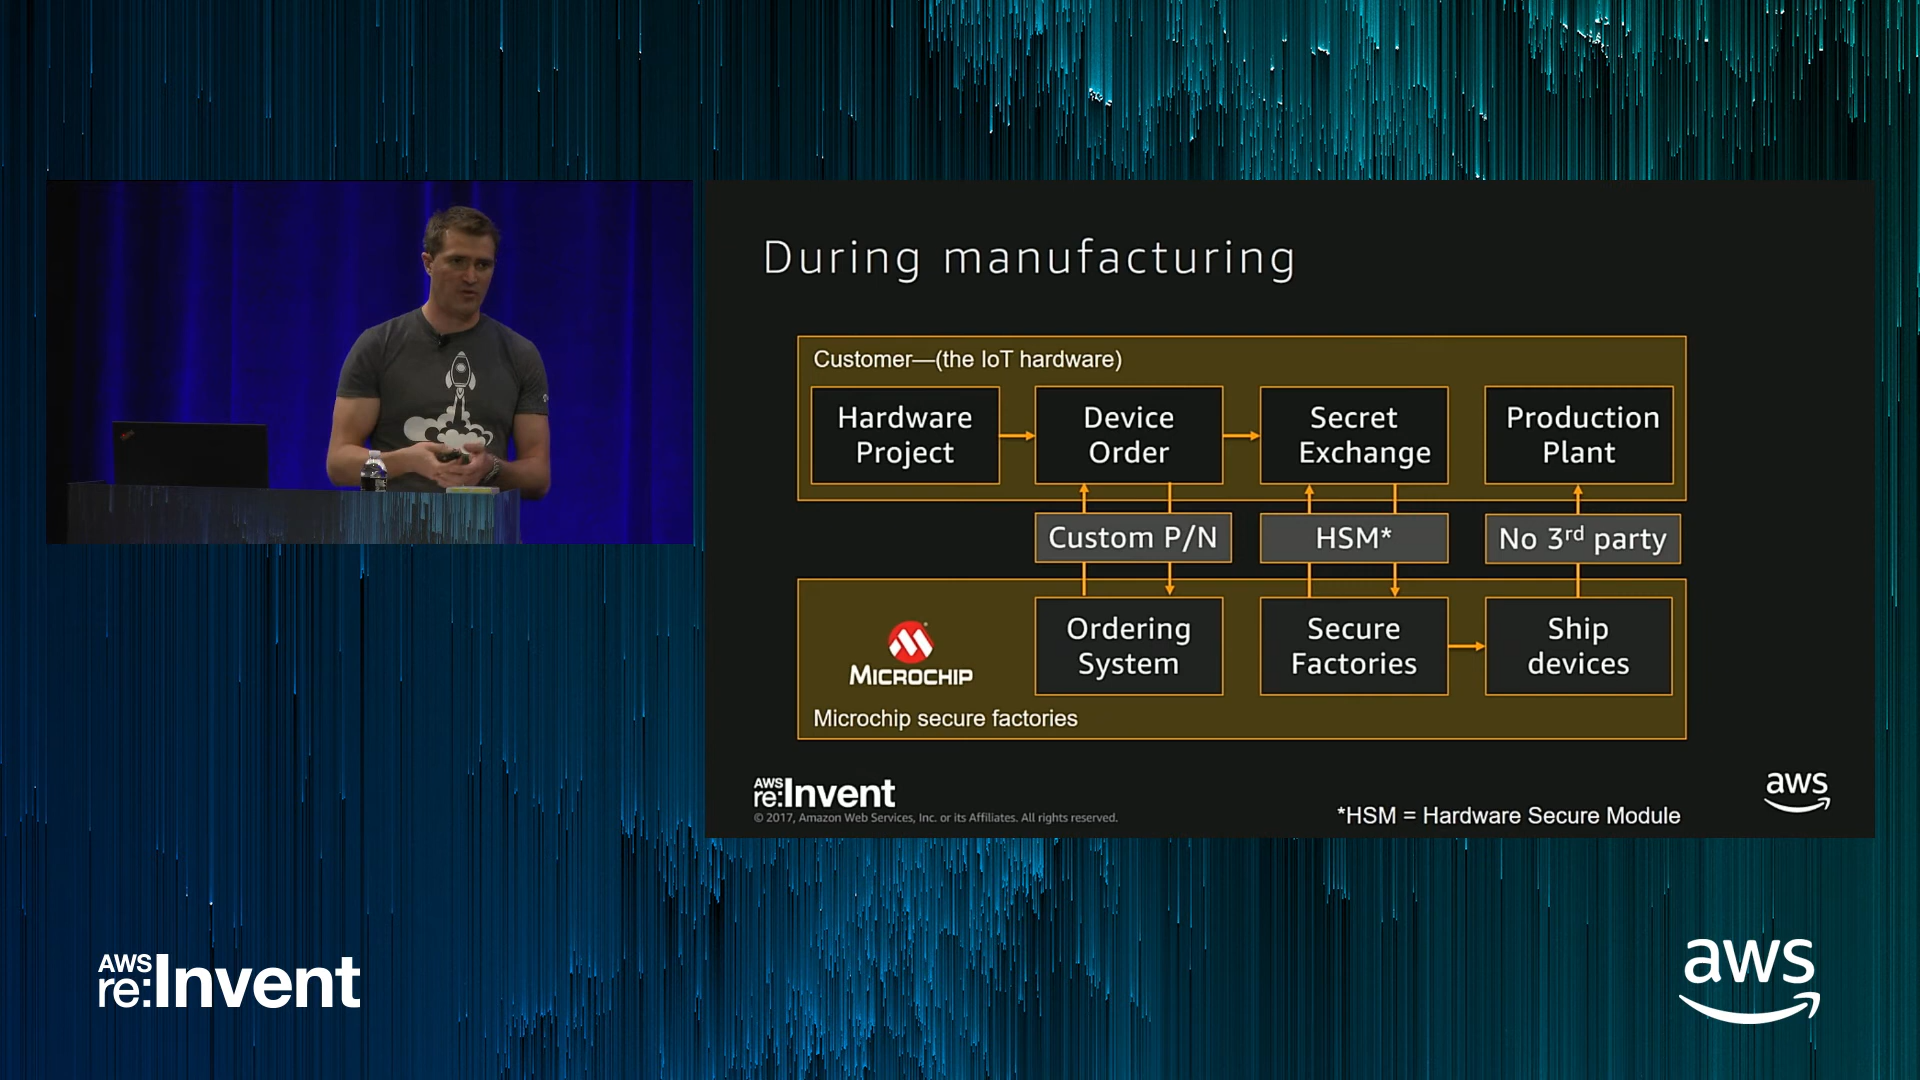 During manufacturing
Customer—(the IoT hardware)
Hardware
Project
Device
Order
Secret
Exchange
Production
Plant
Custom P/N
HSM*
No 3rd party
MICROCHIP
Ordering
System
Secure
Factories
Ship
devices
Microchip secure factories
AWS
re:Invent
© 2017, Amazon Web Services, Inc. or its Affiliates. All rights reserved.
*HSM = Hardware Secure Module
aws
AWS
re:Invent
aws